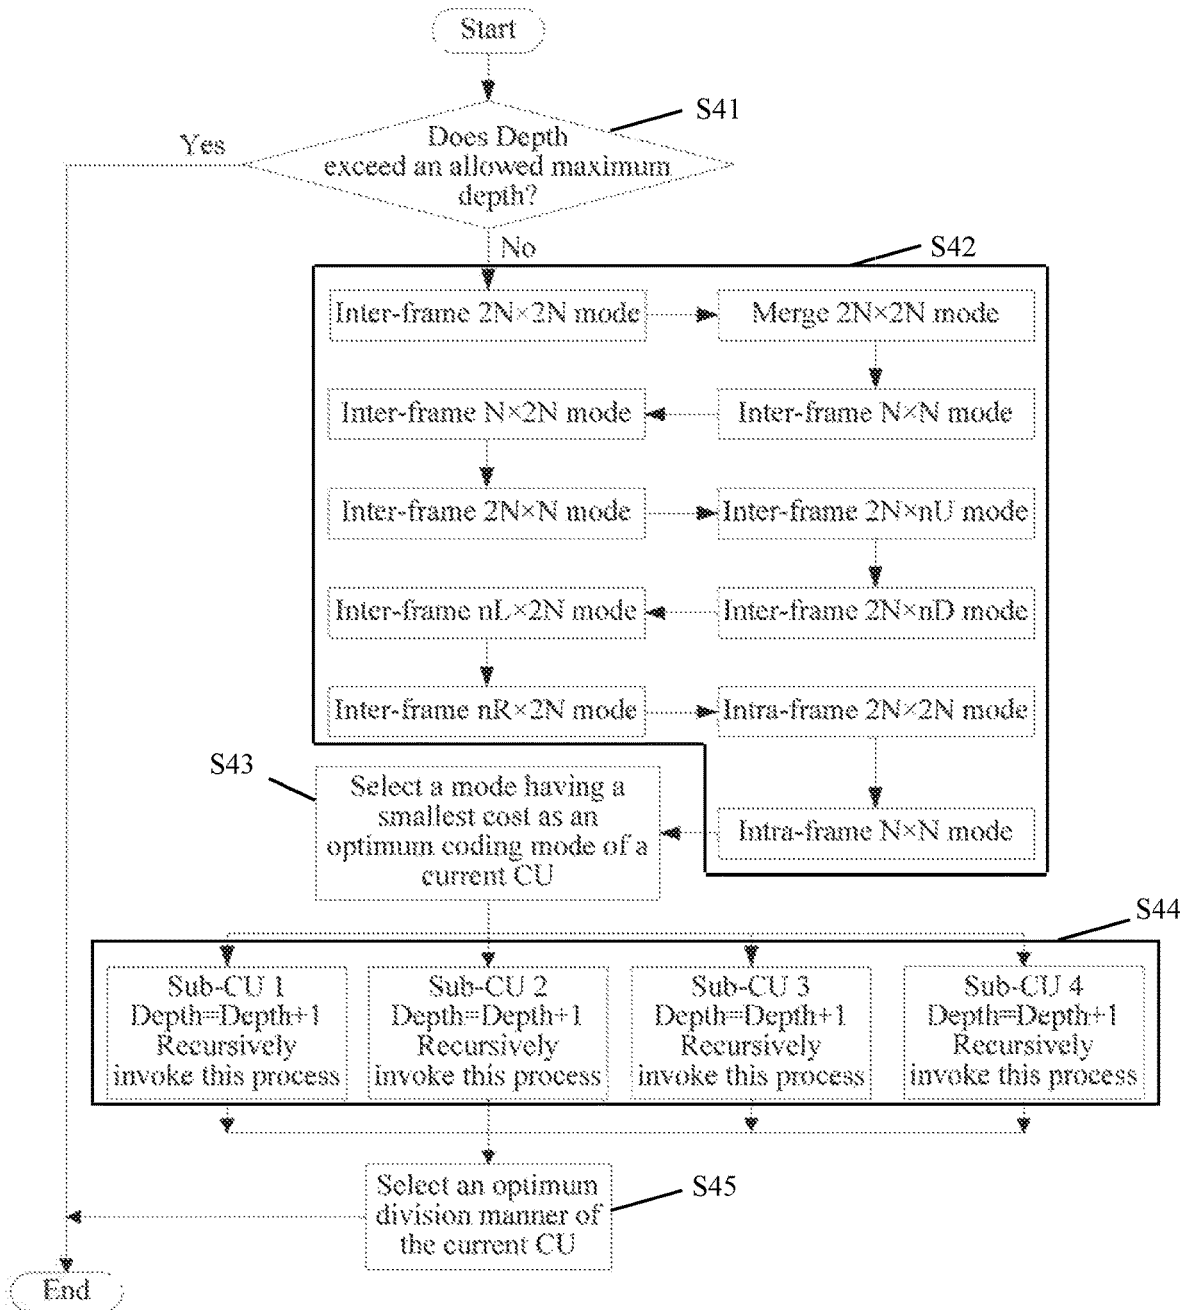 Start
S41
Yes
Does Depth
exceed an allowed maximum
depth?
No
S42
Inter-frame 2N×2N mode
Merge 2N×2N mode
Inter-frame N×2N mode
Inter-frame N×N mode
Inter-frame 2N×N mode
Inter-frame 2N×nU mode
Inter-frame nL×2N mode
Inter-frame 2N×nD mode
Inter-frame nR×2N mode
Intra-frame 2N×2N mode
S43
Select a mode having a
smallest cost as an
optimum coding mode of a
current CU
Intra-frame N×N mode
S44
Sub-CU 1
Depth=Depth+1
Recursively
invoke this process
Sub-CU 2
Depth=Depth+1
Recursively
invoke this process
Sub-CU 3
Depth=Depth+1
Recursively
invoke this process
Sub-CU 4
Depth=Depth+1
Recursively
invoke this process
Select an optimum
division manner of
the current CU
S45
End